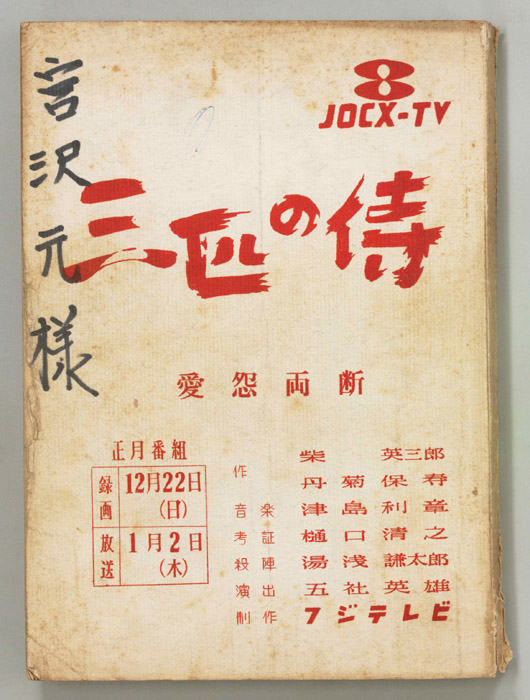 宮沢元様
8
JOCX-TV
三匹の侍
愛怨両断
正月番組
録画 12月22日(日)
放送 1月2日(木)
作 柴 英三郎
丹菊保寿
音楽 津島利章
考証 樋口清之
殺陣 湯浅謙太郎
演出 五社英雄
制作 フジテレビ